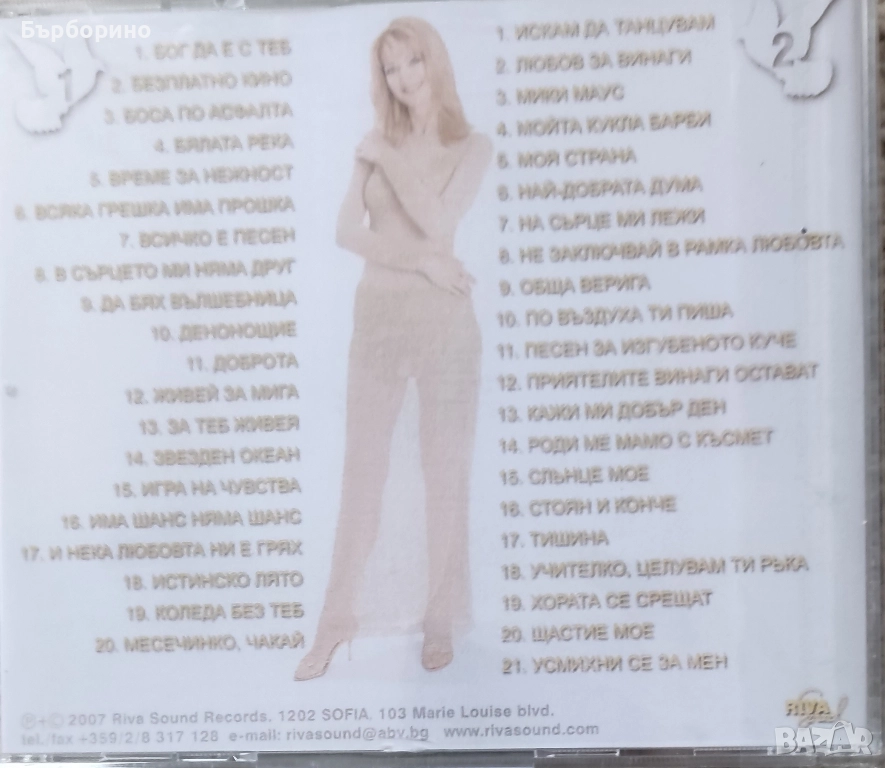 Бърборино
1
1. БОГ ДА Е С ТЕБ
2. БЕЗПЛАТНО КИНО
3. БОСА ПО АСФАЛТА
4. БЯЛАТА РЕКА
5. ВРЕМЕ ЗА НЕЖНОСТ
6. ВСЯКА ГРЕШКА ИМА ПРОШКА
7. ВСИЧКО Е ПЕСЕН
8. В СЪРЦЕТО МИ НЯМА ДРУГ
9. ДА БЯХ ВЪЛШЕБНИЦА
10. ДЕНОНОЩИЕ
11. ДОБРОТА
12. ЖИВЕЙ ЗА МИГА
13. ЗА ТЕБ ЖИВЕЯ
14. ЗВЕЗДЕН ОКЕАН
15. ИГРА НА ЧУВСТВА
16. ИМА ШАНС НЯМА ШАНС
17. И НЕКА ЛЮБОВТА НИ Е ГРЯХ
18. ИСТИНСКО ЛЯТО
19. КОЛЕДА БЕЗ ТЕБ
20. МЕСЕЧИНКО, ЧАКАЙ
2
1. ИСКАМ ДА ТАНЦУВАМ
2. ЛЮБОВ ЗА ВИНАГИ
3. МИКИ МАУС
4. МОЙТА КУКЛА БАРБИ
5. МОЯ СТРАНА
6. НАЙ-ДОБРАТА ДУМА
7. НА СЪРЦЕ МИ ЛЕЖИ
8. НЕ ЗАКЛЮЧВАЙ В РАМКА ЛЮБОВТА
9. ОБЩА ВЕРИГА
10. ПО ВЪЗДУХА ТИ ПИША
11. ПЕСЕН ЗА ИЗГУБЕНОТО КУЧЕ
12. ПРИЯТЕЛИТЕ ВИНАГИ ОСТАВАТ
13. КАЖИ МИ ДОБЪР ДЕН
14. РОДИ МЕ МАМО С КЪСМЕТ
15. СЛЪНЦЕ МОЕ
16. СТОЯН И КОНЧЕ
17. ТИШИНА
18. УЧИТЕЛКО, ЦЕЛУВАМ ТИ РЪКА
19. ХОРАТА СЕ СРЕЩАТ
20. ЩАСТИЕ МОЕ
21. УСМИХНИ СЕ ЗА МЕН
℗+© 2007 Riva Sound Records. 1202 SOFIA, 103 Marie Louise blvd.
tel./fax +359/2/8 317 128 e-mail: rivasound@abv.bg www.rivasound.com
RIVA
BAZAR